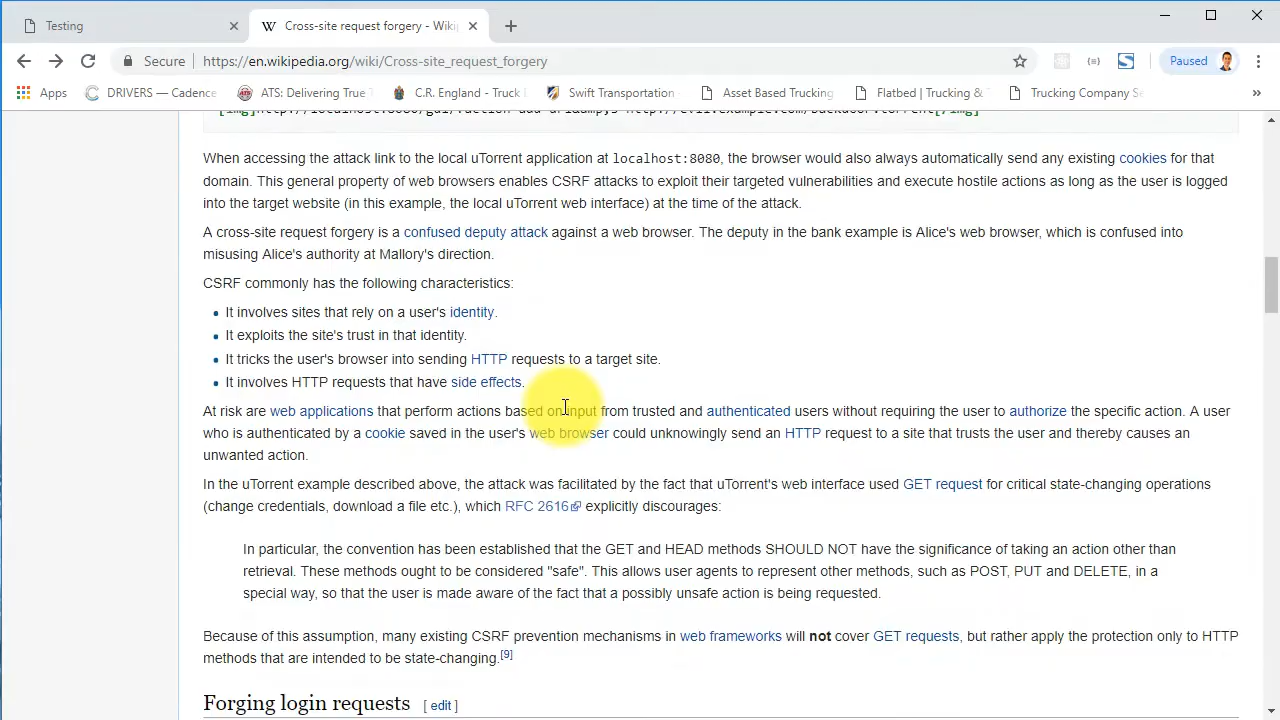 Testing
Cross-site request forgery - Wiki
Secure https://en.wikipedia.org/wiki/Cross-site_request_forgery
Paused
Apps DRIVERS — Cadence ATS: Delivering True C.R. England - Truck Swift Transportation Asset Based Trucking Flatbed | Trucking & Trucking Company Se »
When accessing the attack link to the local uTorrent application at localhost:8080, the browser would also always automatically send any existing cookies for that
domain. This general property of web browsers enables CSRF attacks to exploit their targeted vulnerabilities and execute hostile actions as long as the user is logged
into the target website (in this example, the local uTorrent web interface) at the time of the attack.
A cross-site request forgery is a confused deputy attack against a web browser. The deputy in the bank example is Alice's web browser, which is confused into
misusing Alice's authority at Mallory's direction.
CSRF commonly has the following characteristics:
• It involves sites that rely on a user's identity.
• It exploits the site's trust in that identity.
• It tricks the user's browser into sending HTTP requests to a target site.
• It involves HTTP requests that have side effects.
At risk are web applications that perform actions based on input from trusted and authenticated users without requiring the user to authorize the specific action. A user
who is authenticated by a cookie saved in the user's web browser could unknowingly send an HTTP request to a site that trusts the user and thereby causes an
unwanted action.
In the uTorrent example described above, the attack was facilitated by the fact that uTorrent's web interface used GET request for critical state-changing operations
(change credentials, download a file etc.), which RFC 2616 explicitly discourages:
In particular, the convention has been established that the GET and HEAD methods SHOULD NOT have the significance of taking an action other than
retrieval. These methods ought to be considered "safe". This allows user agents to represent other methods, such as POST, PUT and DELETE, in a
special way, so that the user is made aware of the fact that a possibly unsafe action is being requested.
Because of this assumption, many existing CSRF prevention mechanisms in web frameworks will not cover GET requests, but rather apply the protection only to HTTP
methods that are intended to be state-changing.[9]
Forging login requests [ edit ]